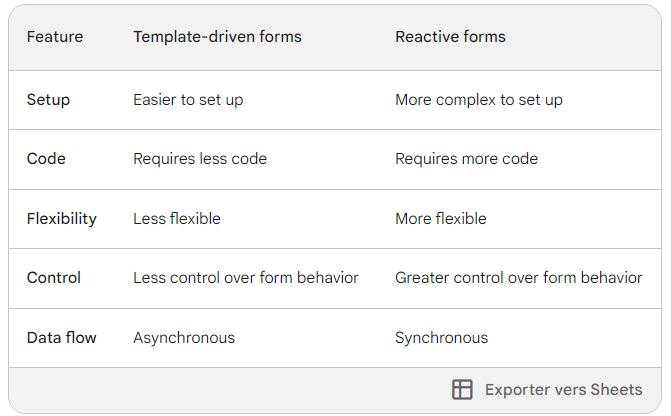 Feature Template-driven forms Reactive forms
Setup Easier to set up More complex to set up
Code Requires less code Requires more code
Flexibility Less flexible More flexible
Control Less control over form behavior Greater control over form behavior
Data flow Asynchronous Synchronous
Exporter vers Sheets